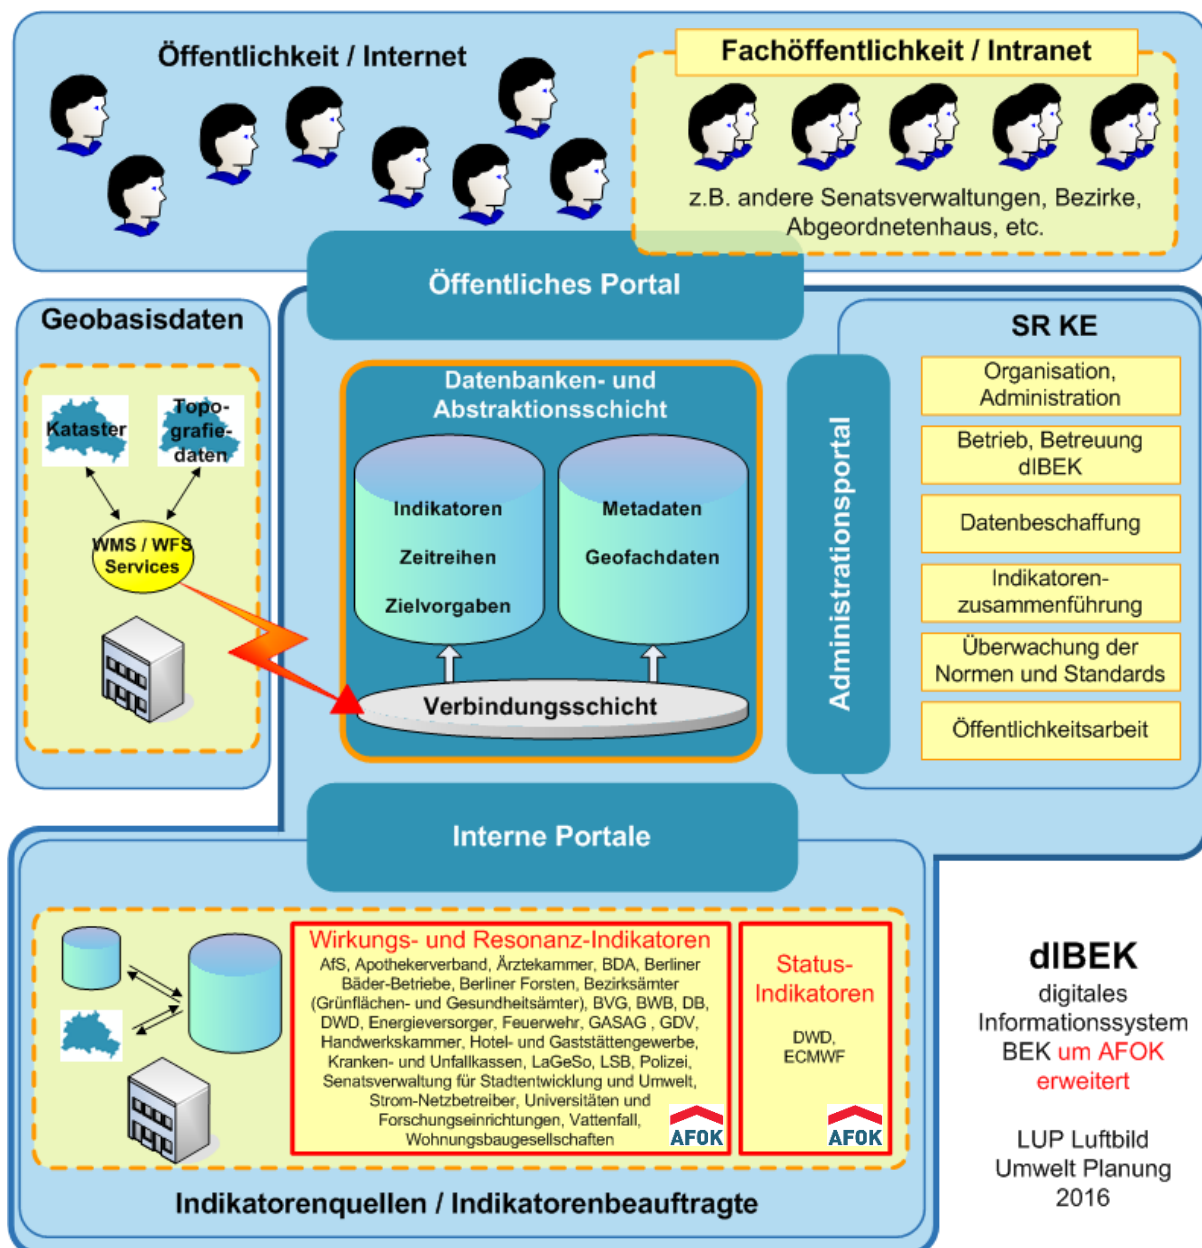 Öffentlichkeit / Internet
Fachöffentlichkeit / Intranet
z.B. andere Senatsverwaltungen, Bezirke,
Abgeordnetenhaus, etc.
Öffentliches Portal
Geobasisdaten
Kataster
Topo-
grafie-
daten
WMS / WFS
Services
Datenbanken- und
Abstraktionsschicht
Indikatoren
Zeitreihen
Zielvorgaben
Metadaten
Geofachdaten
Verbindungsschicht
Administrationsportal
SR KE
Organisation,
Administration
Betrieb, Betreuung
dIBEK
Datenbeschaffung
Indikatoren-
zusammenführung
Überwachung der
Normen und Standards
Öffentlichkeitsarbeit
Interne Portale
Wirkungs- und Resonanz-Indikatoren
AfS, Apothekerverband, Ärztekammer, BDA, Berliner
Bäder-Betriebe, Berliner Forsten, Bezirksämter
(Grünflächen- und Gesundheitsämter), BVG, BWB, DB,
DWD, Energieversorger, Feuerwehr, GASAG , GDV,
Handwerkskammer, Hotel- und Gaststättengewerbe,
Kranken- und Unfallkassen, LaGeSo, LSB, Polizei,
Senatsverwaltung für Stadtentwicklung und Umwelt,
Strom-Netzbetreiber, Universitäten und
Forschungseinrichtungen, Vattenfall,
Wohnungsbaugesellschaften
AFOK
Status-
Indikatoren
DWD,
ECMWF
AFOK
Indikatorenquellen / Indikatorenbeauftragte
dIBEK
digitales
Informationssystem
BEK um AFOK
erweitert
LUP Luftbild
Umwelt Planung
2016